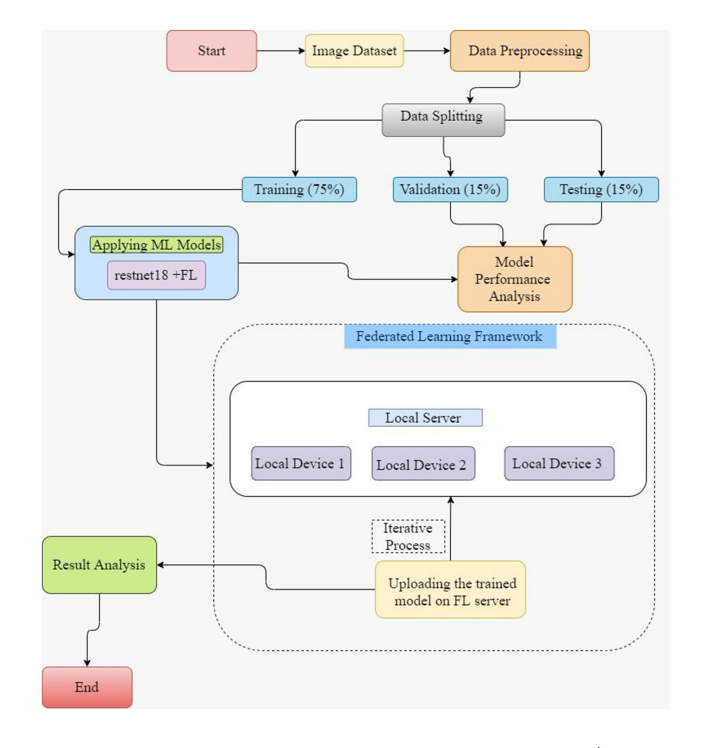 Start
Image Dataset
Data Preprocessing
Data Splitting
Training (75%)
Validation (15%)
Testing (15%)
Applying ML Models
restnet18 +FL
Model
Performance
Analysis
Federated Learning Framework
Local Server
Local Device 1
Local Device 2
Local Device 3
Iterative
Process
Result Analysis
Uploading the trained
model on FL server
End